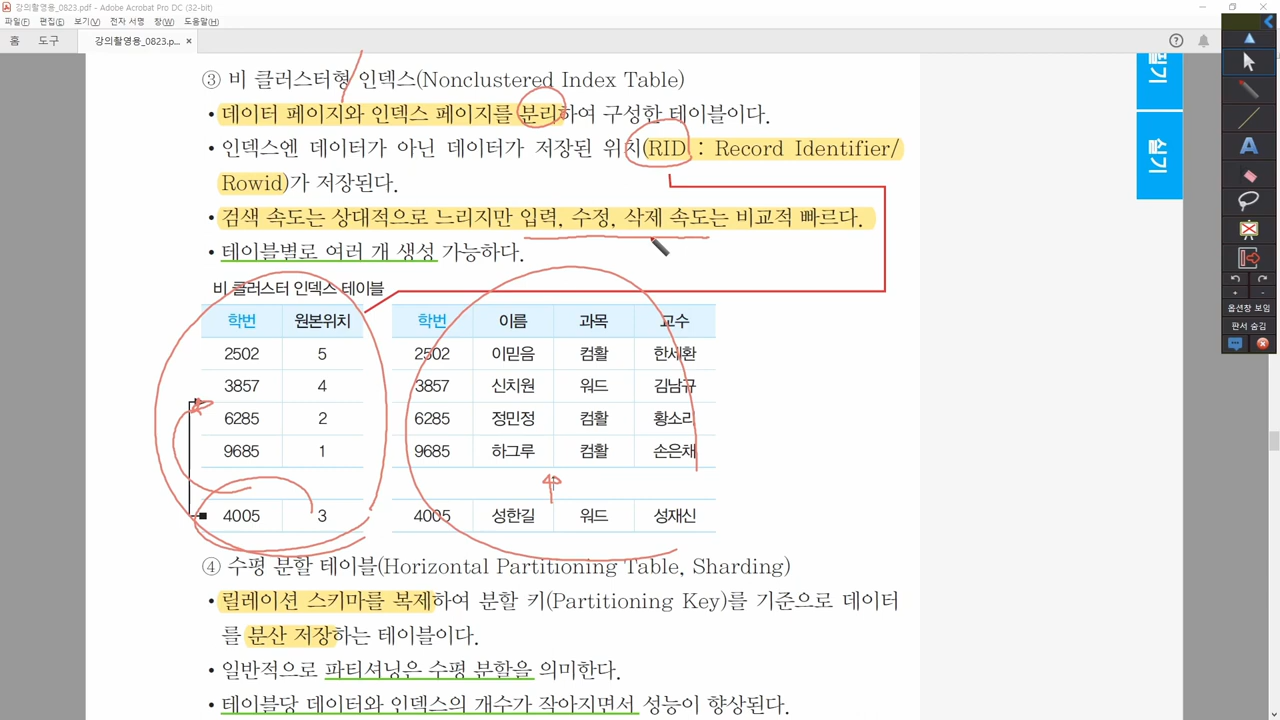 강의촬영용_0823.pdf - Adobe Acrobat Pro DC (32-bit)
파일(F) 편집(E) 보기(V) 전자 서명 창(W) 도움말(H)
홈 도구 강의촬영용_0823.p... ×
필기
실기
③ 비 클러스터형 인덱스(Nonclustered Index Table)
• 데이터 페이지와 인덱스 페이지를 분리하여 구성한 테이블이다.
• 인덱스엔 데이터가 아닌 데이터가 저장된 위치(RID : Record Identifier/
Rowid)가 저장된다.
• 검색 속도는 상대적으로 느리지만 입력, 수정, 삭제 속도는 비교적 빠르다.
• 테이블별로 여러 개 생성 가능하다.
비 클러스터 인덱스 테이블
학번 원본위치 학번 이름 과목 교수
2502 5 2502 이믿음 컴활 한세환
3857 4 3857 신치원 워드 김남규
6285 2 6285 정민정 컴활 황소리
9685 1 9685 하그루 컴활 손은채
4005 3 4005 성한길 워드 성재신
④ 수평 분할 테이블(Horizontal Partitioning Table, Sharding)
• 릴레이션 스키마를 복제하여 분할 키(Partitioning Key)를 기준으로 데이터
를 분산 저장하는 테이블이다.
• 일반적으로 파티셔닝은 수평 분할을 의미한다.
• 테이블당 데이터와 인덱스의 개수가 작아지면서 성능이 향상된다.
A
+ -
옵션창 보임
판서 숨김